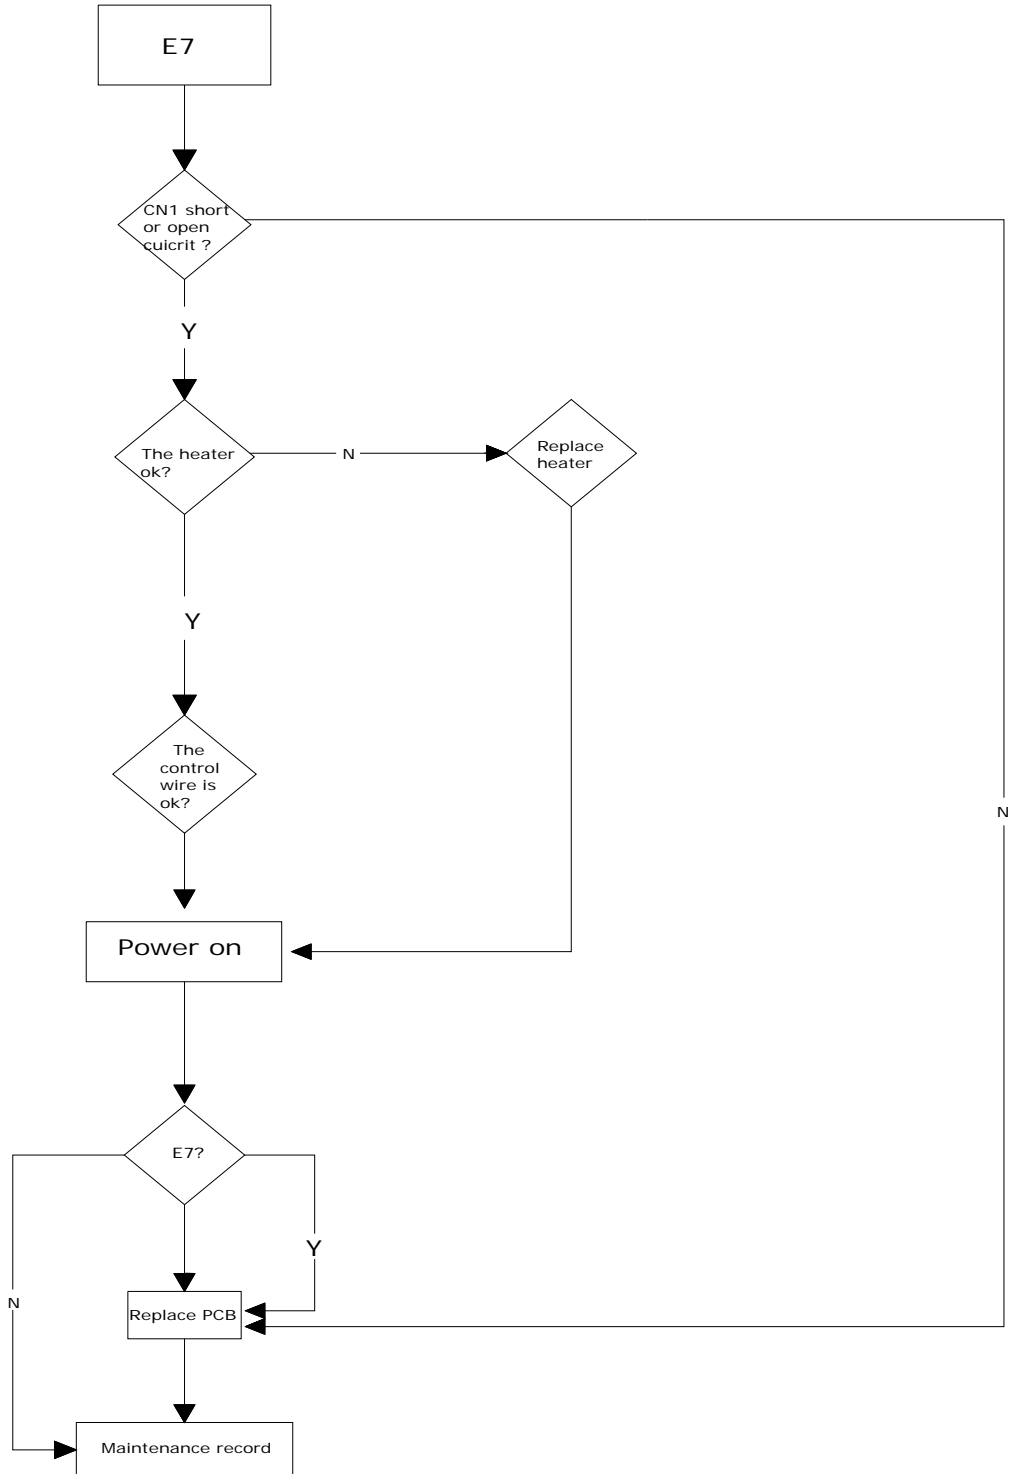 E7
CN1 short
or open
cuicrit ?
Y
The heater
ok?
N
Replace
heater
Y
The
control
wire is
ok?
N
Power on
E7?
Y
N
Replace PCB
Maintenance record